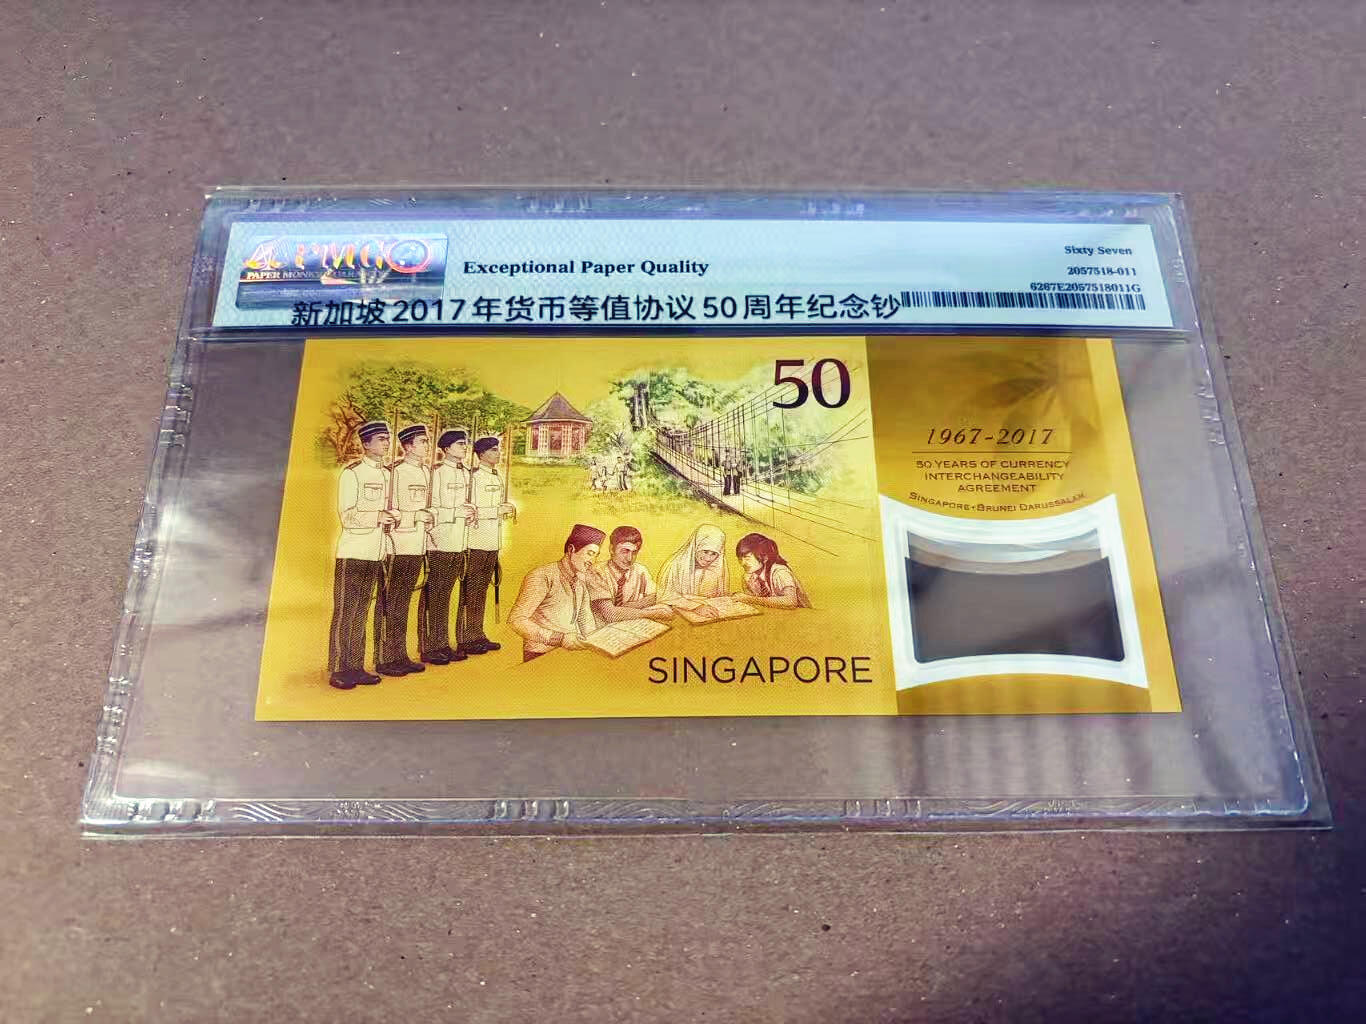 PMG
PAPER MONEY GUARANTY
Exceptional Paper Quality
Sixty Seven
2057518-011
6267E2057518011G
新加坡2017年货币等值协议50周年纪念钞
50
1967-2017
50 YEARS OF CURRENCY
INTERCHANGEABILITY
AGREEMENT
SINGAPORE·BRUNEI DARUSSALAM
SINGAPORE